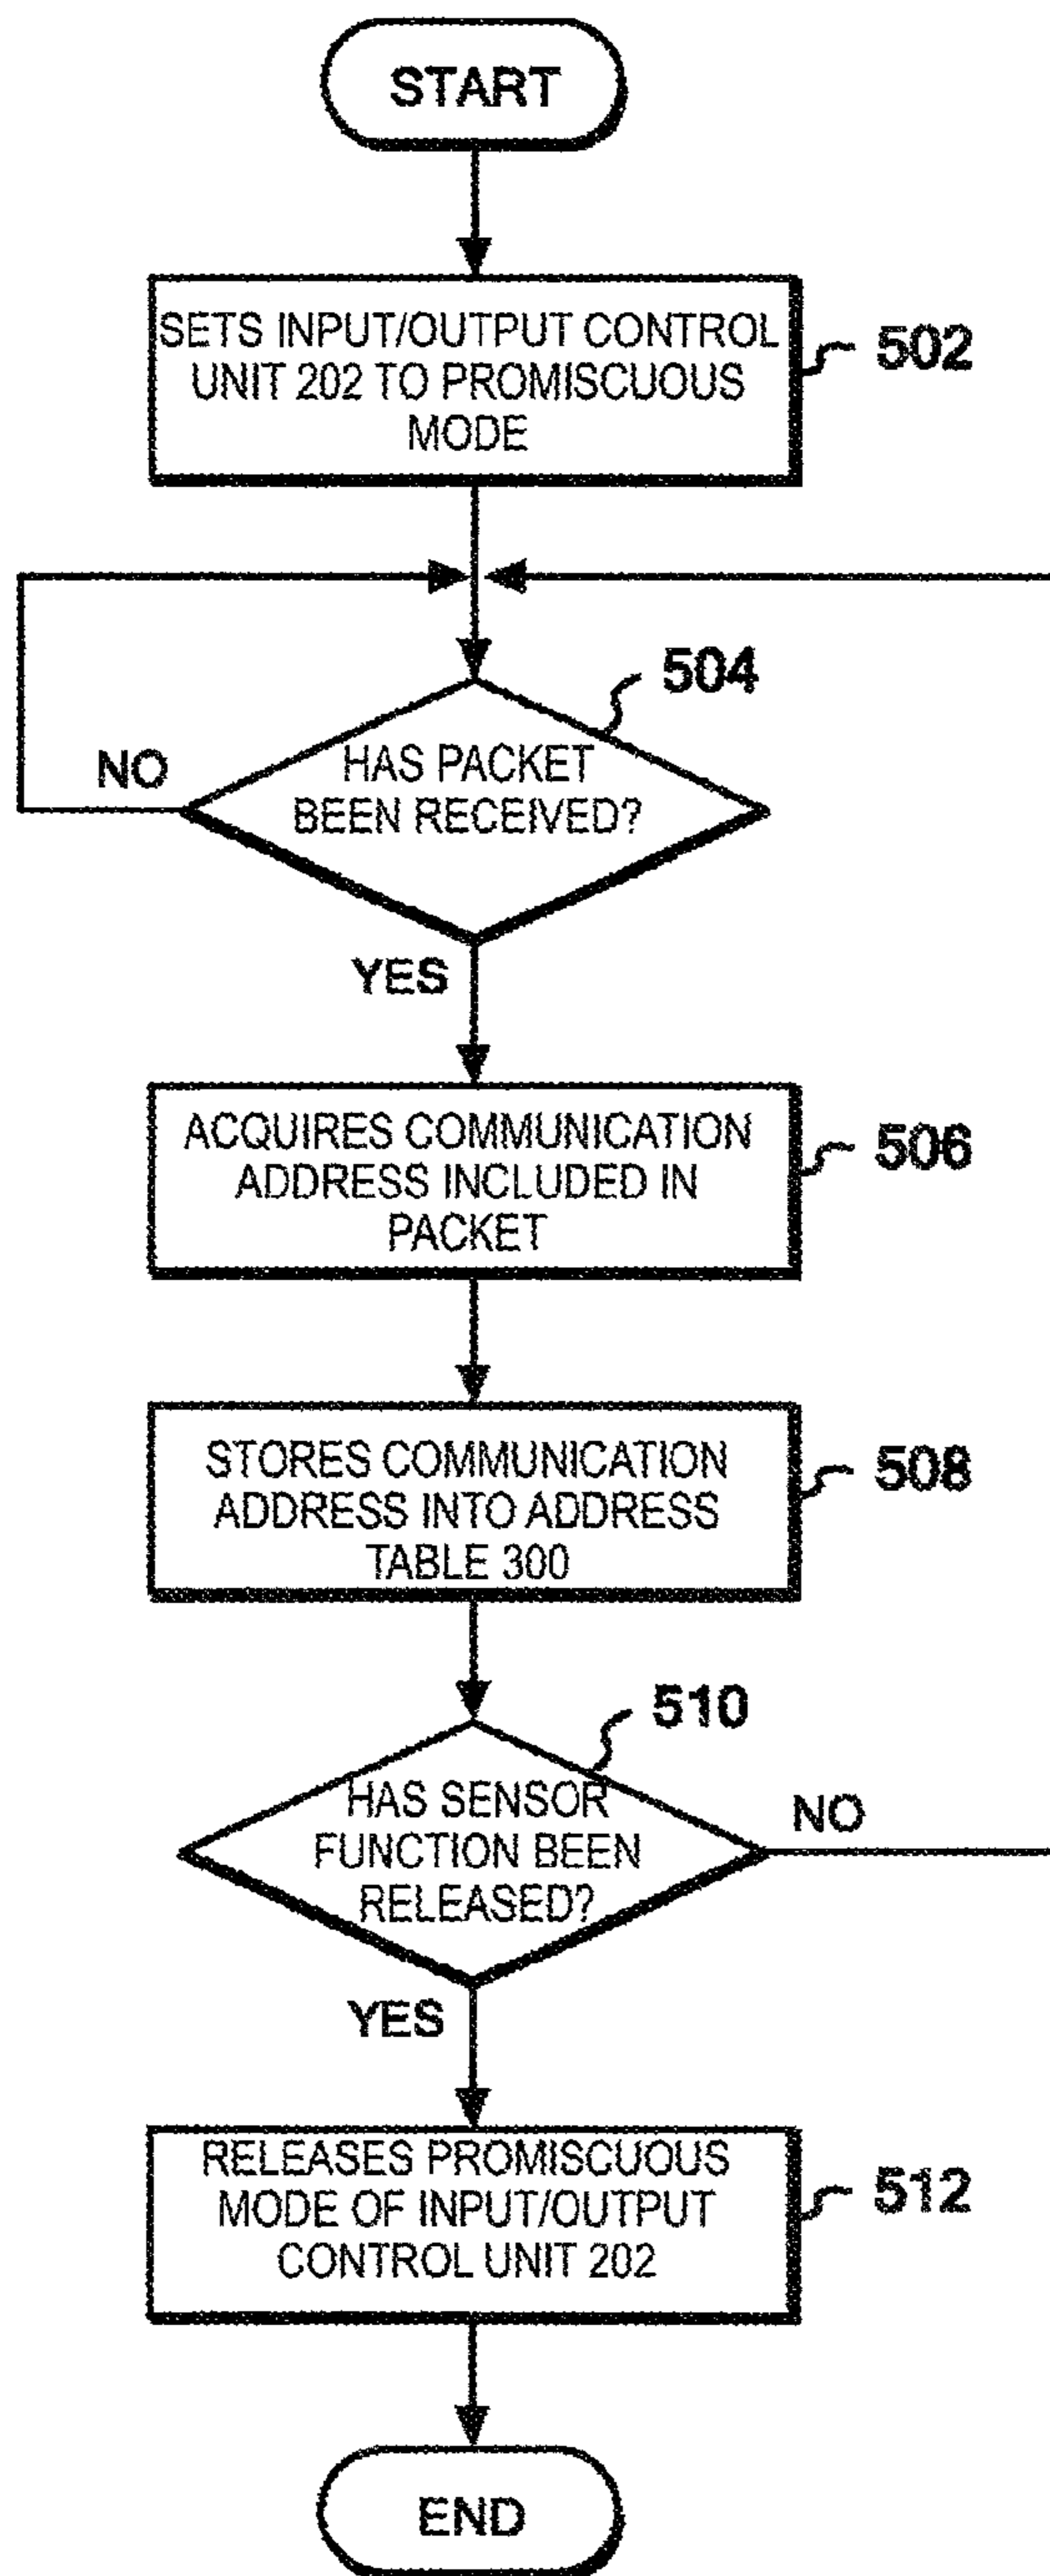 START
SETS INPUT/OUTPUT CONTROL
UNIT 202 TO PROMISCUOUS
MODE
502
504
HAS PACKET
BEEN RECEIVED?
NO
YES
ACQUIRES COMMUNICATION
ADDRESS INCLUDED IN
PACKET
506
STORES COMMUNICATION
ADDRESS INTO ADDRESS
TABLE 300
508
510
HAS SENSOR
FUNCTION BEEN
RELEASED?
NO
YES
RELEASES PROMISCUOUS
MODE OF INPUT/OUTPUT
CONTROL UNIT 202
512
END